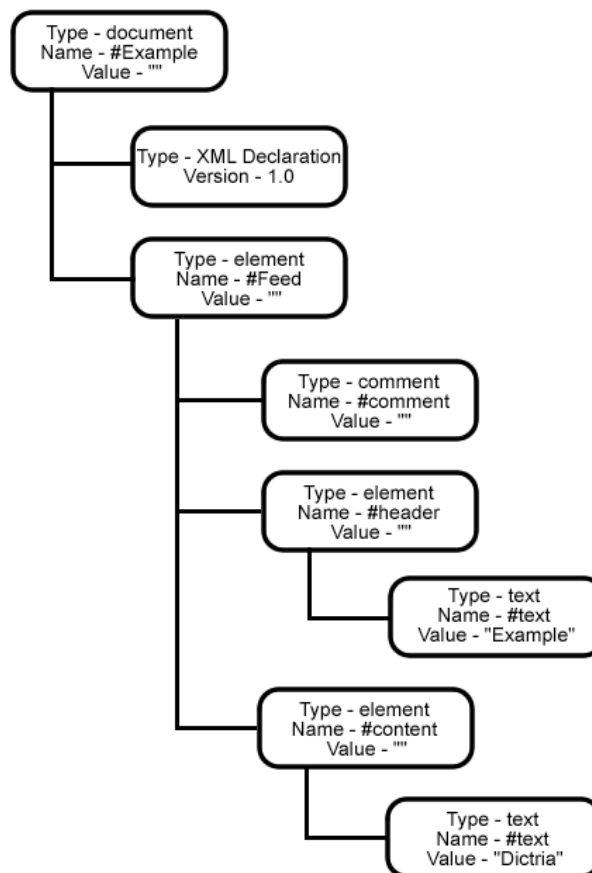 Type - document
Name - #Example
Value - ""
Type - XML Declaration
Version - 1.0
Type - element
Name - #Feed
Value - ""
Type - comment
Name - #comment
Value - ""
Type - element
Name - #header
Value - ""
Type - text
Name - #text
Value - "Example"
Type - element
Name - #content
Value - ""
Type - text
Name - #text
Value - "Dictria"